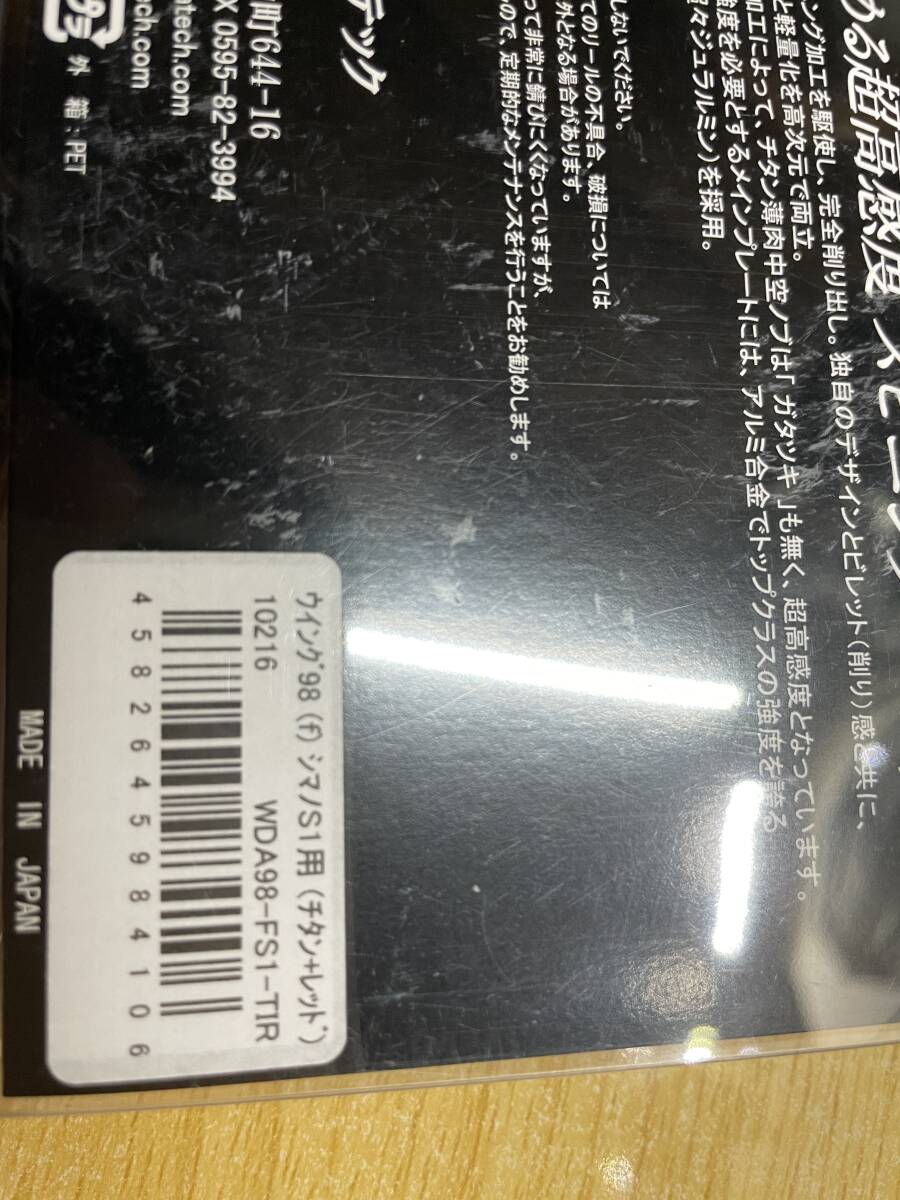 める超高感度 スピニン
ング加工を駆使し、完全削り出し。独自のデザインとビレット(削り)感と共に、
と軽量化を高次元で両立。
加工によって、チタン薄肉中空ノブは「ガタツキ」も無く、超高感度となっています。
強度を必要とするメインプレートには、アルミ合金でトップクラスの強度を誇る
超々ジュラルミン)を採用。
しないでください。
てのリールの不具合、破損については
外となる場合があります。
って非常に錆びにくくなっていますが、
ので、定期的なメンテナンスを行うことをお勧めします。
テック
町644-16
X 0595-82-3994
atech.com
ech.com
プラ
外 箱:PET
ウイング98 (f) シマノS1用 (チタン+レッド)
10216 WDA98-FS1-TIR
4582645984106
MADE IN JAPAN